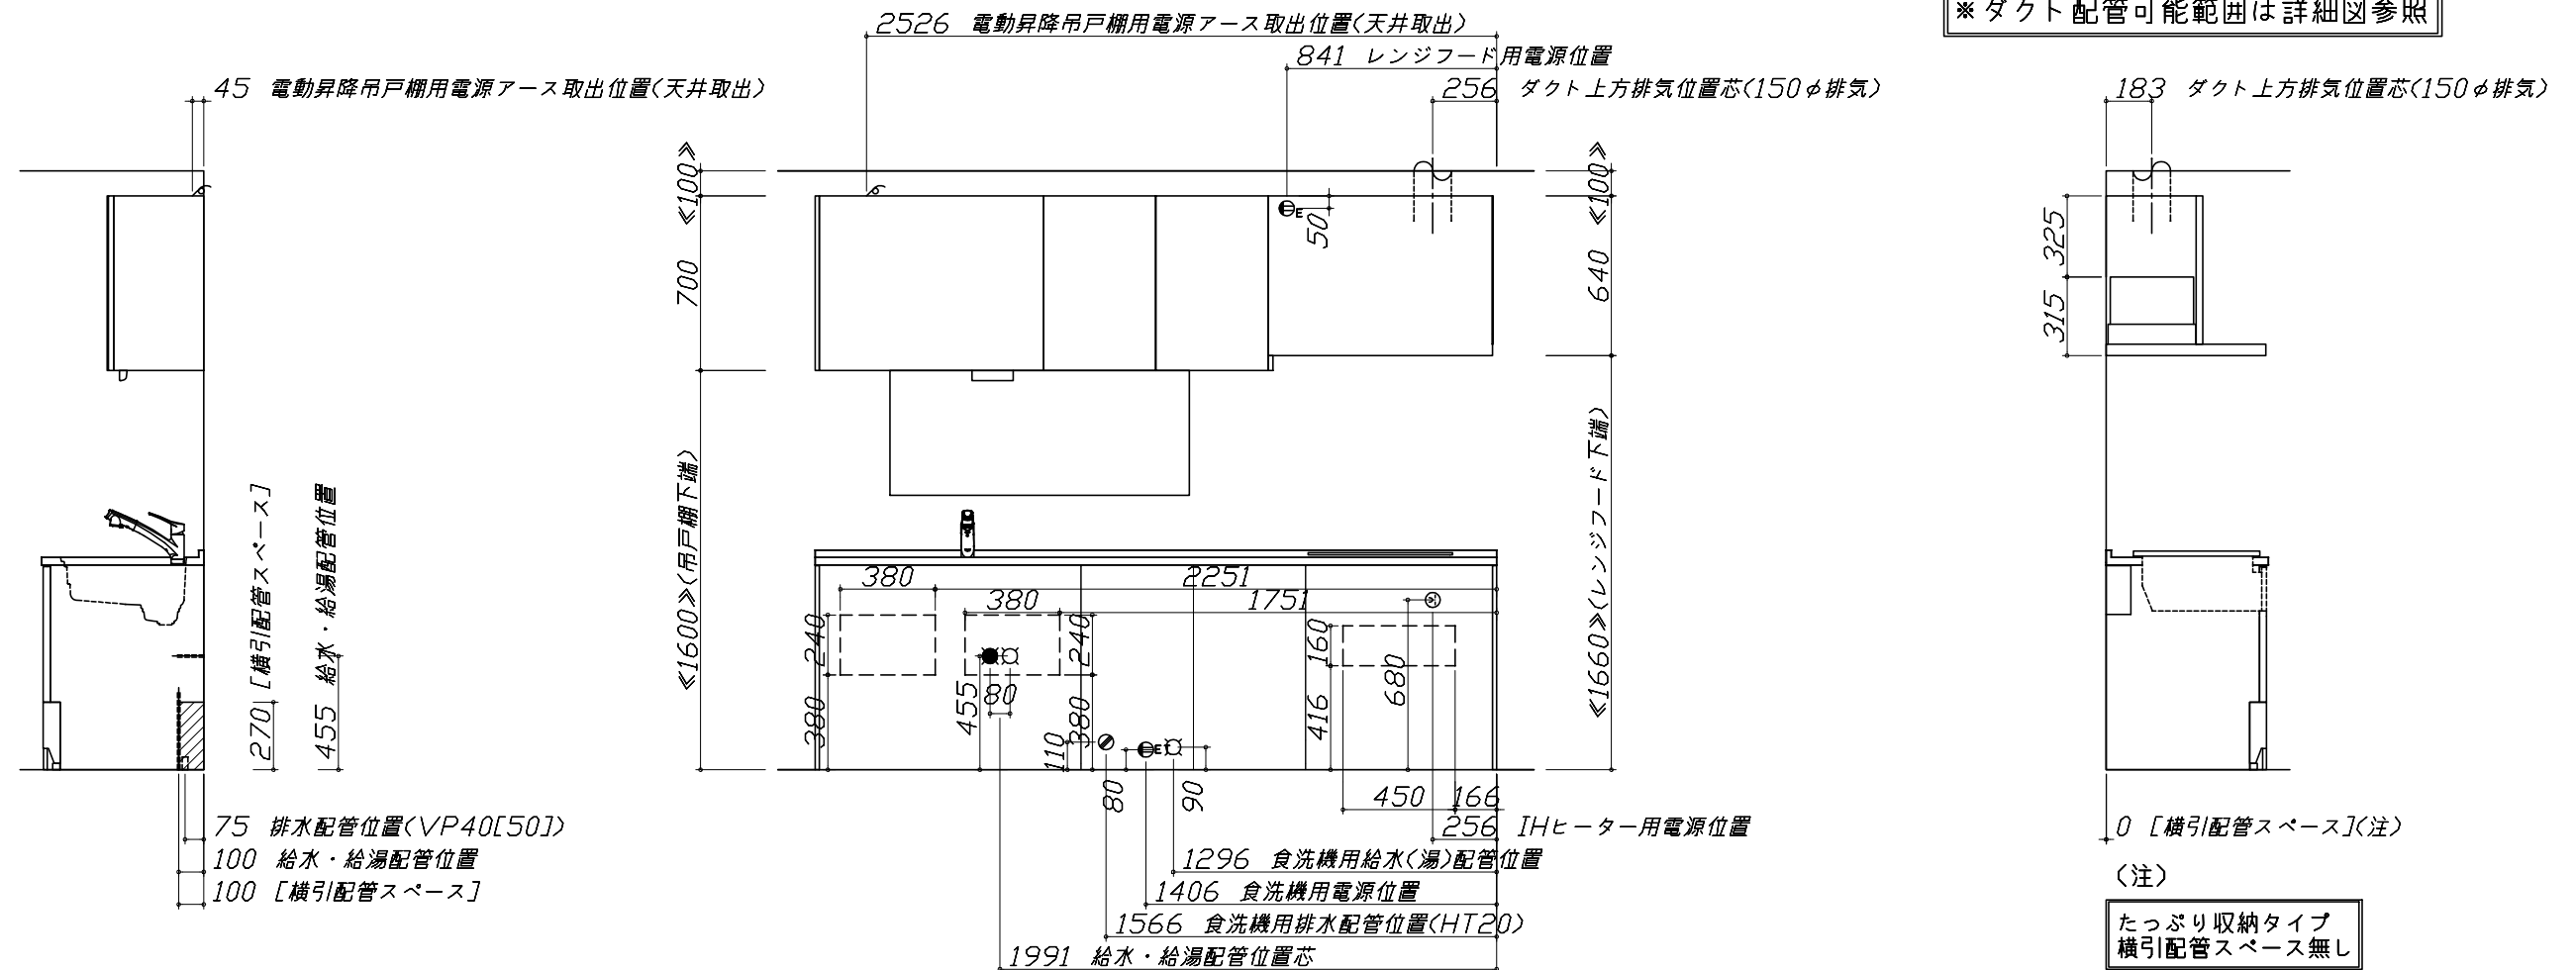 ※ダクト配管可能範囲は詳細図参照
2526 電動昇降吊戸棚用電源アース取出位置(天井取出)
841 レンジフード用電源位置
45 電動昇降吊戸棚用電源アース取出位置(天井取出)
256 ダクト上方排気位置芯(150φ排気)
183 ダクト上方排気位置芯(150φ排気)
≪100≫
700
≪1600≫(吊戸棚下端)
E
50
≪100≫
640
≪1660≫(レンジフード下端)
325
315
270 [横引配管スペース]
455 給水・給湯配管位置
380
2251
380
1751
240
380
240
380
455
80
110
80
ET
90
160
416
680
450
166
75 排水配管位置(VP40[50])
100 給水・給湯配管位置
100 [横引配管スペース]
256 IHヒーター用電源位置
1296 食洗機用給水(湯)配管位置
1406 食洗機用電源位置
1566 食洗機用排水配管位置(HT20)
1991 給水・給湯配管位置芯
0 [横引配管スペース](注)
(注)
たっぷり収納タイプ
横引配管スペース無し